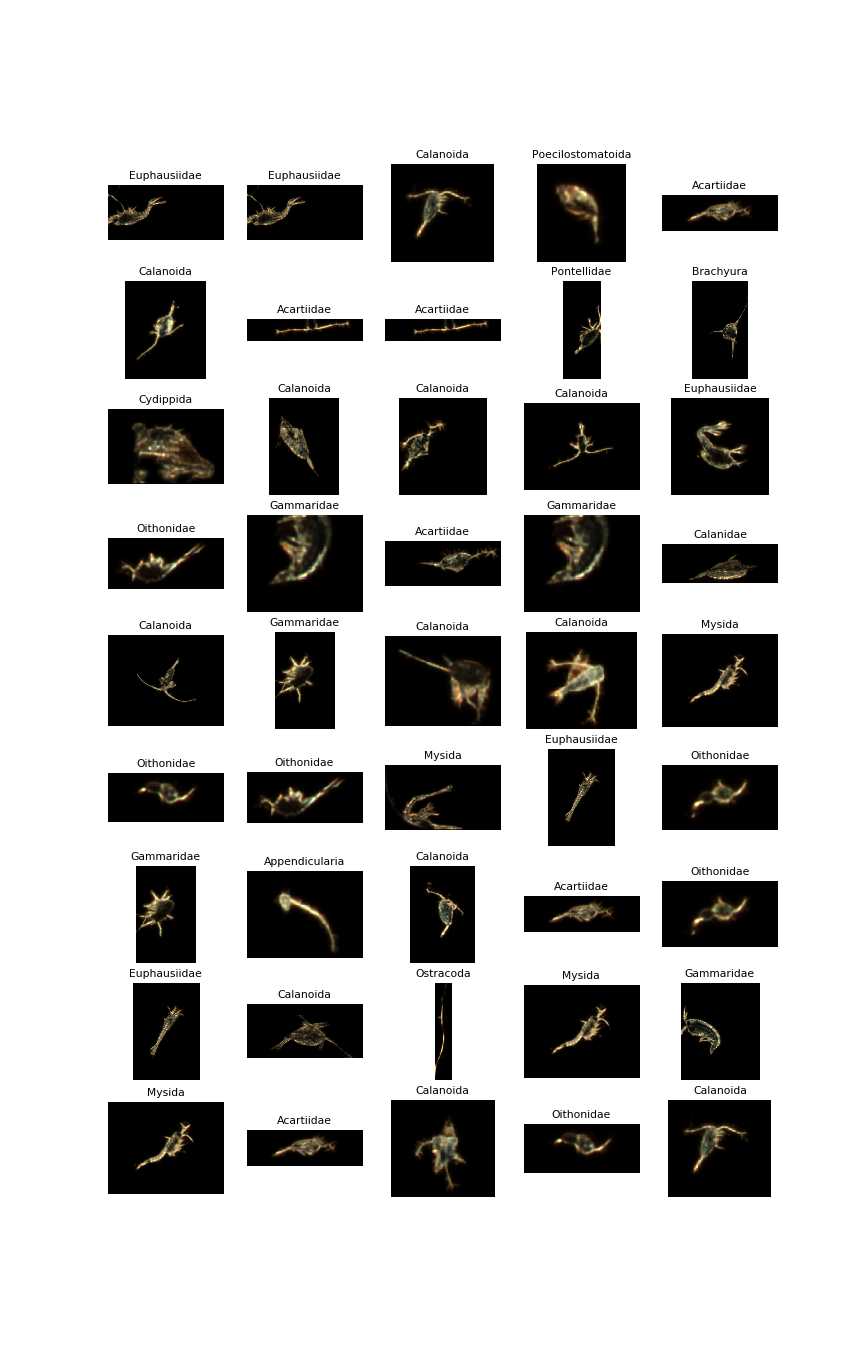 Euphausiidae
Euphausiidae
Calanoida
Poecilostomatoida
Acartiidae
Calanoida
Acartiidae
Acartiidae
Pontellidae
Brachyura
Cydippida
Calanoida
Calanoida
Calanoida
Euphausiidae
Oithonidae
Gammaridae
Acartiidae
Gammaridae
Calanidae
Calanoida
Gammaridae
Calanoida
Calanoida
Mysida
Oithonidae
Oithonidae
Mysida
Euphausiidae
Oithonidae
Gammaridae
Appendicularia
Calanoida
Acartiidae
Oithonidae
Euphausiidae
Calanoida
Ostracoda
Mysida
Gammaridae
Mysida
Acartiidae
Calanoida
Oithonidae
Calanoida